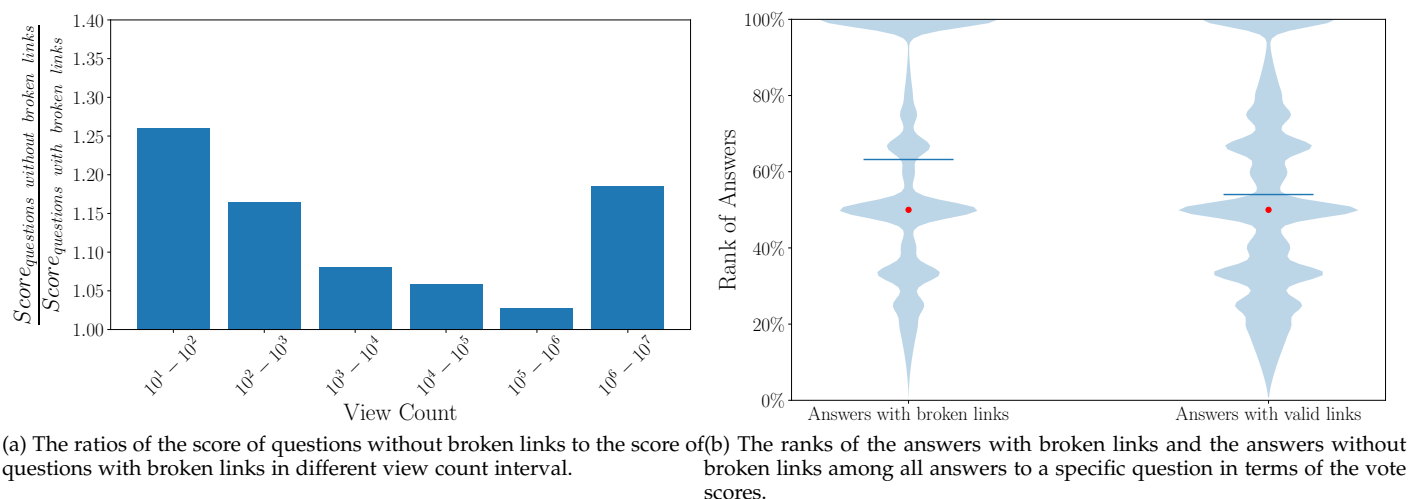 Score_{questions without broken links}
Score_{questions with broken links}
1.40
1.35
1.30
1.25
1.20
1.15
1.10
1.05
1.00
10^1 − 10^2
10^2 − 10^3
10^3 − 10^4
10^4 − 10^5
10^5 − 10^6
10^6 − 10^7
View Count
(a) The ratios of the score of questions without broken links to the score of
questions with broken links in different view count interval.
Rank of Answers
100%
80%
60%
40%
20%
0%
Answers with broken links
Answers with valid links
(b) The ranks of the answers with broken links and the answers without
broken links among all answers to a specific question in terms of the vote
scores.